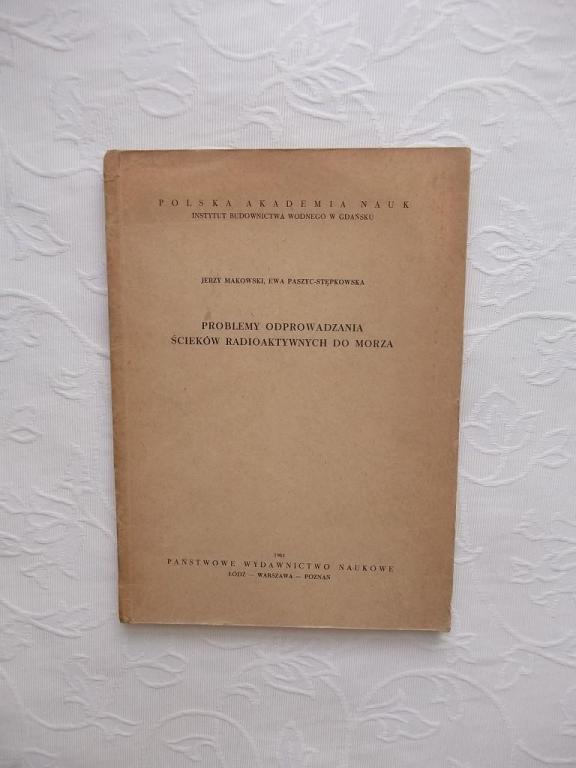 POLSKA AKADEMIA NAUK
INSTYTUT BUDOWNICTWA WODNEGO W GDAŃSKU
JERZY MAKOWSKI, EWA PASZYC-STĘPKOWSKA
PROBLEMY ODPROWADZANIA
ŚCIEKÓW RADIOAKTYWNYCH DO MORZA
PAŃSTWOWE WYDAWNICTWO NAUKOWE
ŁÓDŹ — WARSZAWA — POZNAŃ